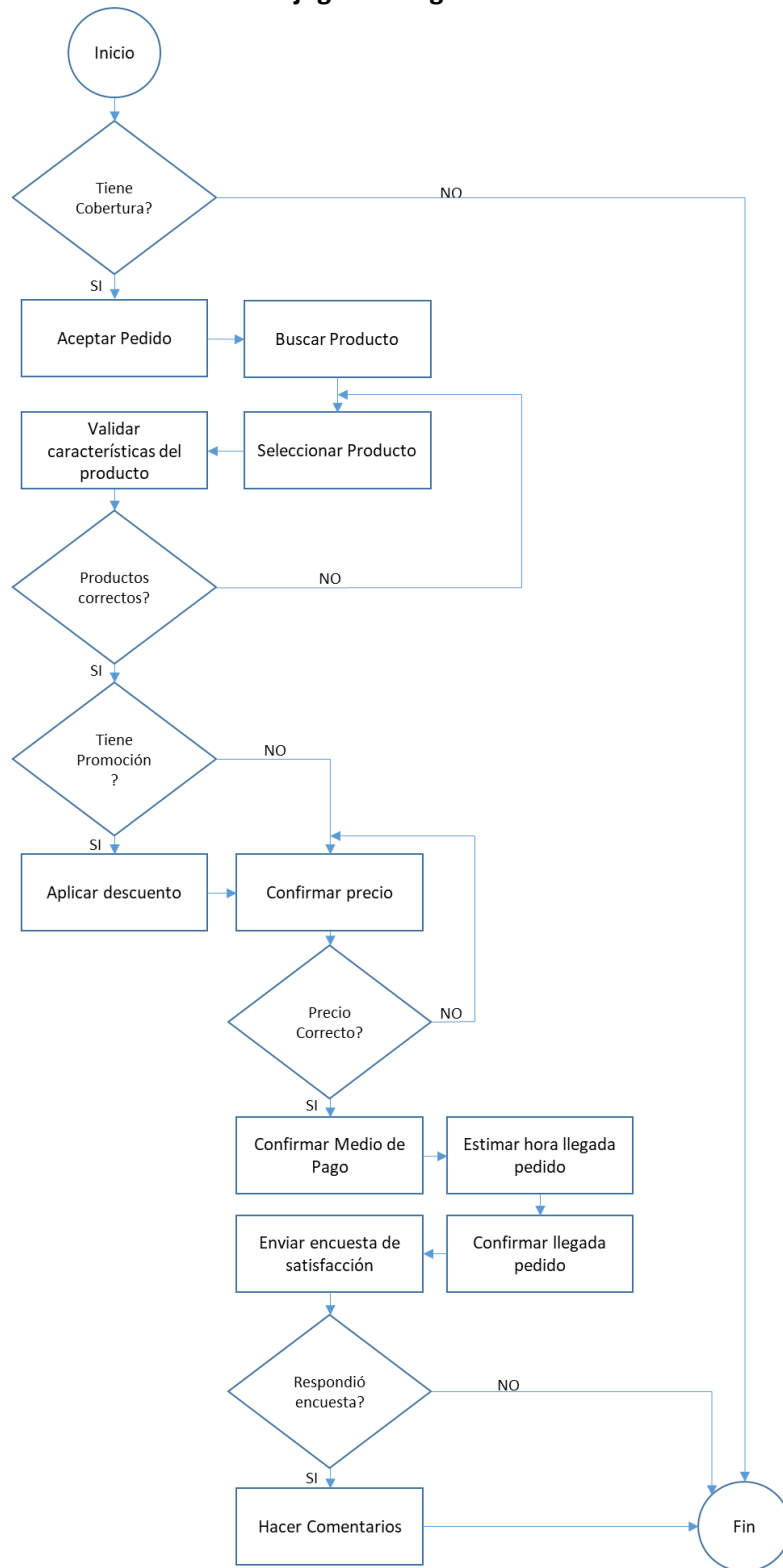 Inicio
Tiene
Cobertura?
NO
SI
Aceptar Pedido
Buscar Producto
Validar
características del
producto
Seleccionar Producto
Productos
correctos?
NO
SI
Tiene
Promoción
?
NO
SI
Aplicar descuento
Confirmar precio
Precio
Correcto?
NO
SI
Confirmar Medio de
Pago
Estimar hora llegada
pedido
Enviar encuesta de
satisfacción
Confirmar llegada
pedido
Respondió
encuesta?
NO
SI
Hacer Comentarios
Fin